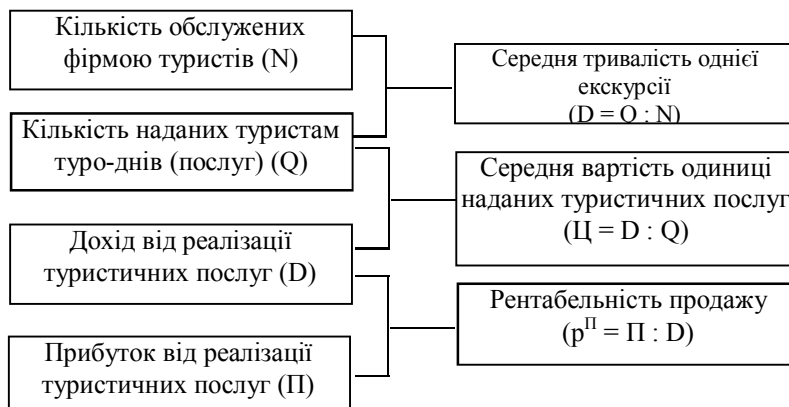 Кількість обслужених
фірмою туристів (N)
Кількість наданих туристам
туро-днів (послуг) (Q)
Дохід від реалізації
туристичних послуг (D)
Прибуток від реалізації
туристичних послуг (П)
Середня тривалість однієї
екскурсії
(D = Q : N)
Середня вартість одиниці
наданих туристичних послуг
(Ц = D : Q)
Рентабельність продажу
(р^П = П : D)